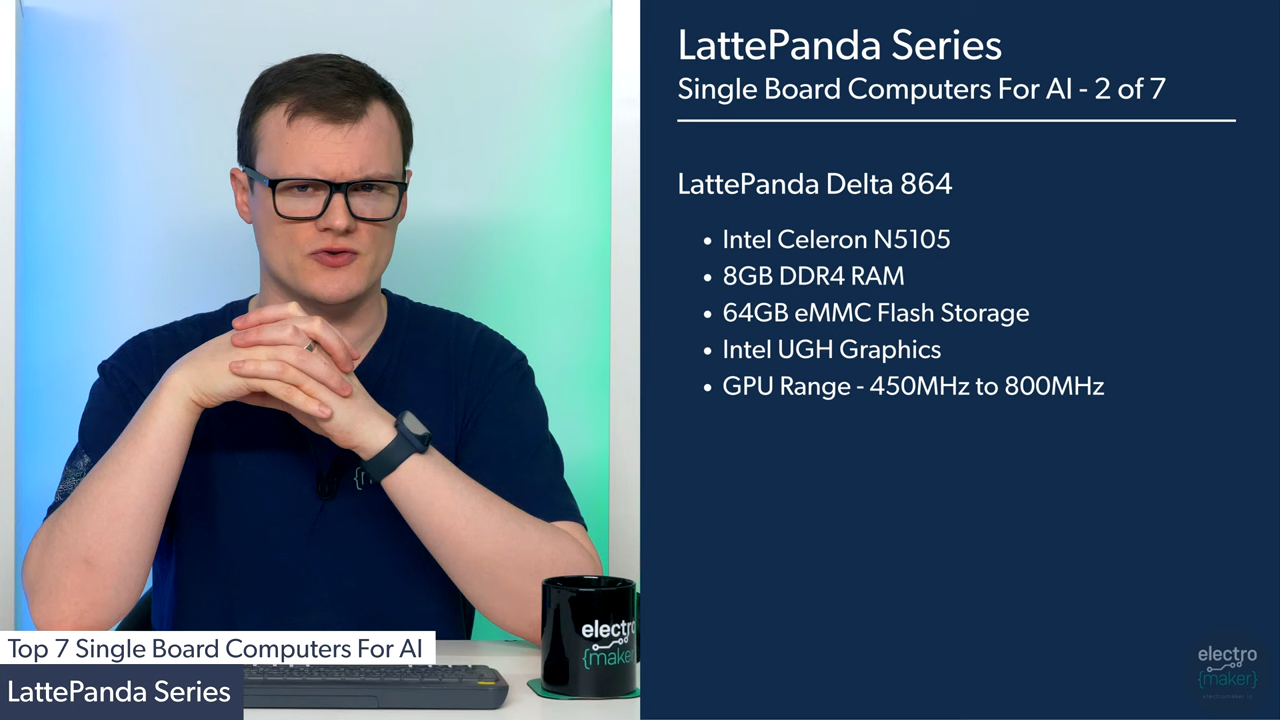 LattePanda Series
Single Board Computers For AI - 2 of 7
LattePanda Delta 864
• Intel Celeron N5105
• 8GB DDR4 RAM
• 64GB eMMC Flash Storage
• Intel UGH Graphics
• GPU Range - 450MHz to 800MHz
electro
{maker}
Top 7 Single Board Computers For AI
LattePanda Series
electro
{maker}
electromaker.io